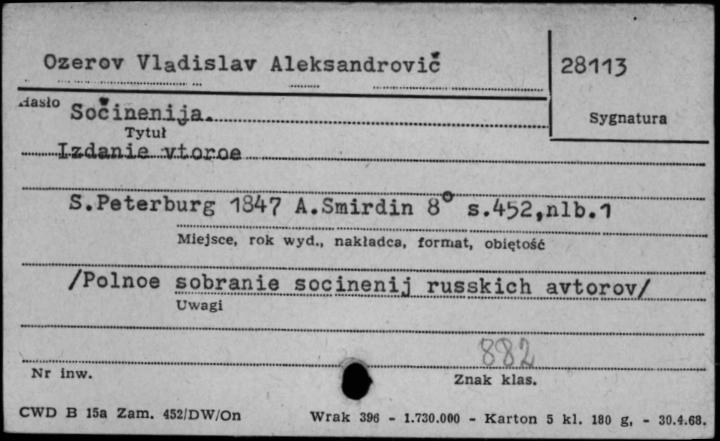 Ozerov Vladislav Aleksandrovič
28113
Hasło
Sygnatura
Sočinenija.
Tytuł
Izdanie vtoroe
S.Peterburg 1847 A.Smirdin 8° s.452,nlb.1
Miejsce, rok wyd., nakładca, format, objętość
/Polnoe sobranie socinenij russkich avtorov/
Uwagi
882
Nr inw.
Znak klas.
CWD B 15a Zam. 452/DW/On
Wrak 396 - 1.730.000 - Karton 5 kl. 180 g, - 30.4.68.